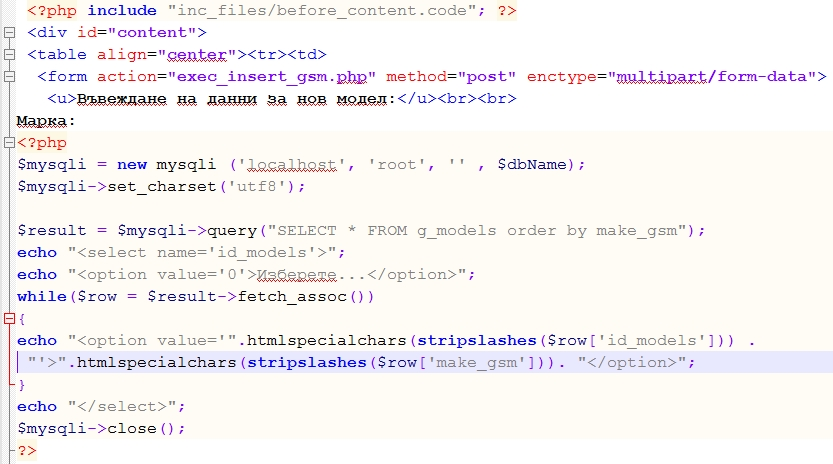 <?php include "inc_files/before_content.code"; ?>
<div id="content">
<table align="center"><tr><td>
<form action="exec_insert_gsm.php" method="post" enctype="multipart/form-data">
<u>Въвеждане на данни за нов модел:</u><br><br>
Марка:
<?php
$mysqli = new mysqli ('localhost', 'root', '' , $dbName);
$mysqli->set_charset('utf8');
$result = $mysqli->query("SELECT * FROM g_models order by make_gsm");
echo "<select name='id_models'>";
echo "<option value='0'>Изберете...</option>";
while($row = $result->fetch_assoc())
{
echo "<option value='".htmlspecialchars(stripslashes($row['id_models'])) .
"'>".htmlspecialchars(stripslashes($row['make_gsm'])). "</option>";
}
echo "</select>";
$mysqli->close();
?>